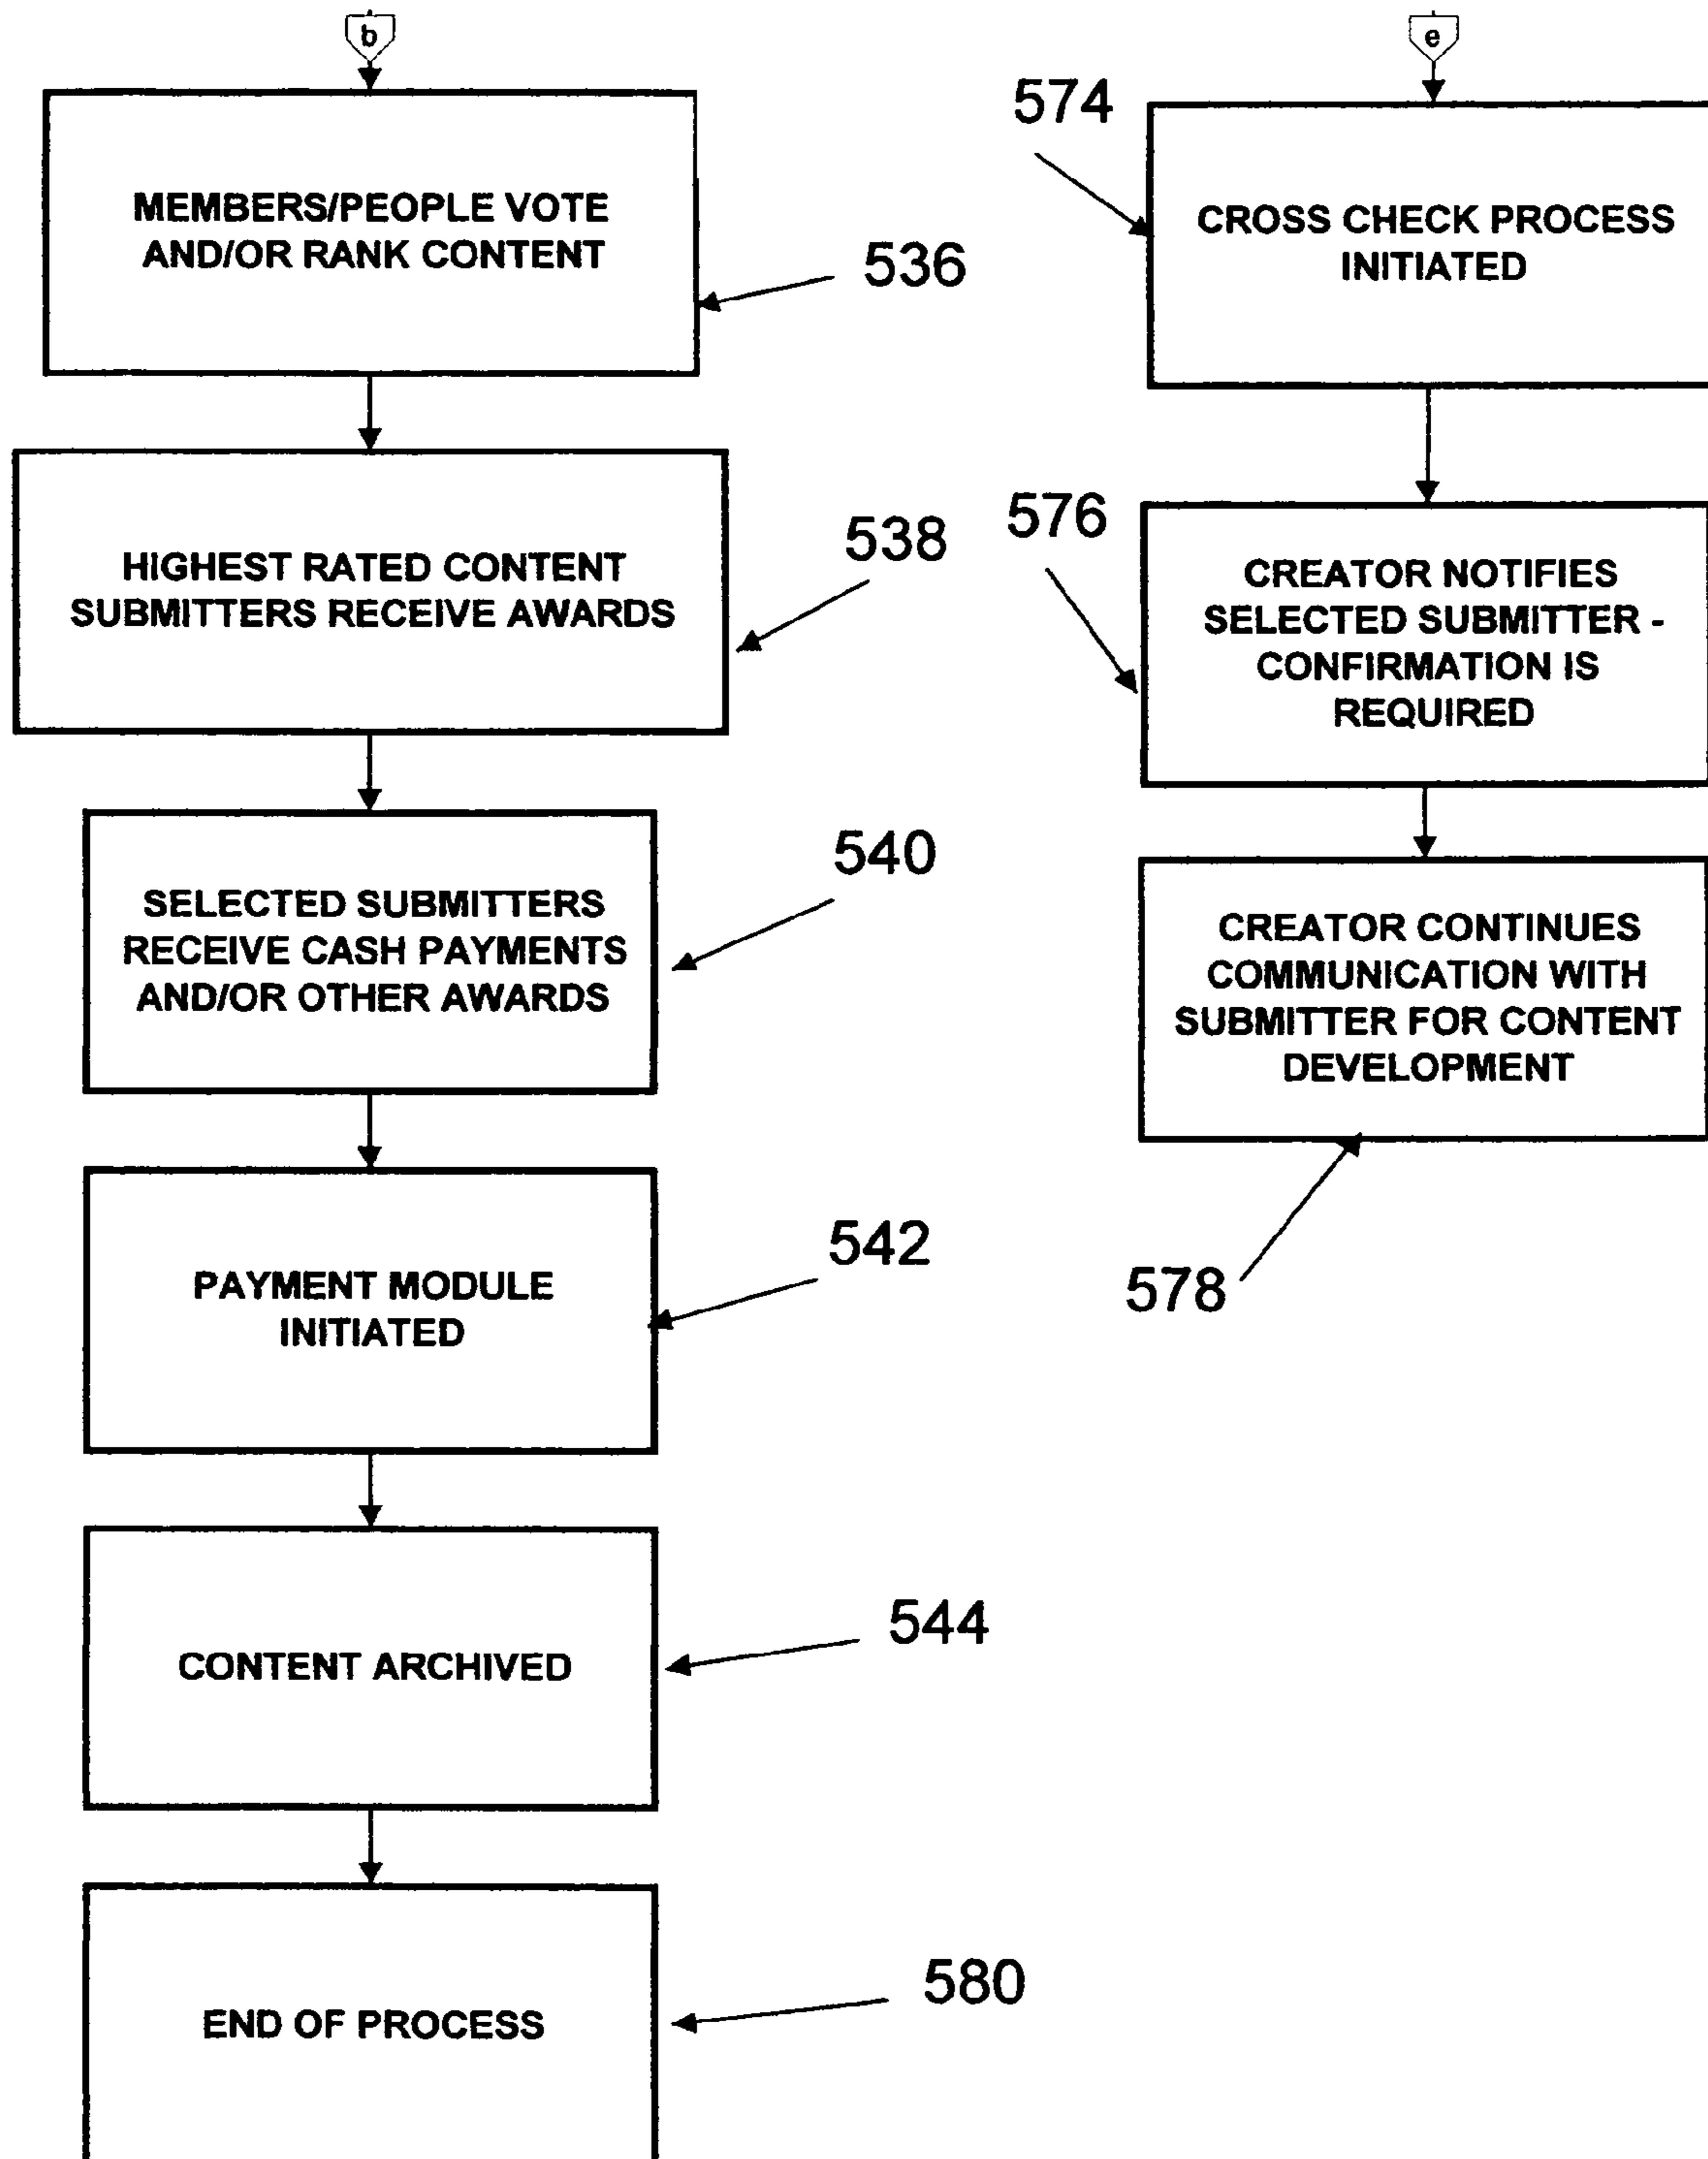 b
MEMBERS/PEOPLE VOTE
AND/OR RANK CONTENT
536
HIGHEST RATED CONTENT
SUBMITTERS RECEIVE AWARDS
538
SELECTED SUBMITTERS
RECEIVE CASH PAYMENTS
AND/OR OTHER AWARDS
540
PAYMENT MODULE
INITIATED
542
CONTENT ARCHIVED
544
END OF PROCESS
580
e
574
CROSS CHECK PROCESS
INITIATED
576
CREATOR NOTIFIES
SELECTED SUBMITTER -
CONFIRMATION IS
REQUIRED
CREATOR CONTINUES
COMMUNICATION WITH
SUBMITTER FOR CONTENT
DEVELOPMENT
578